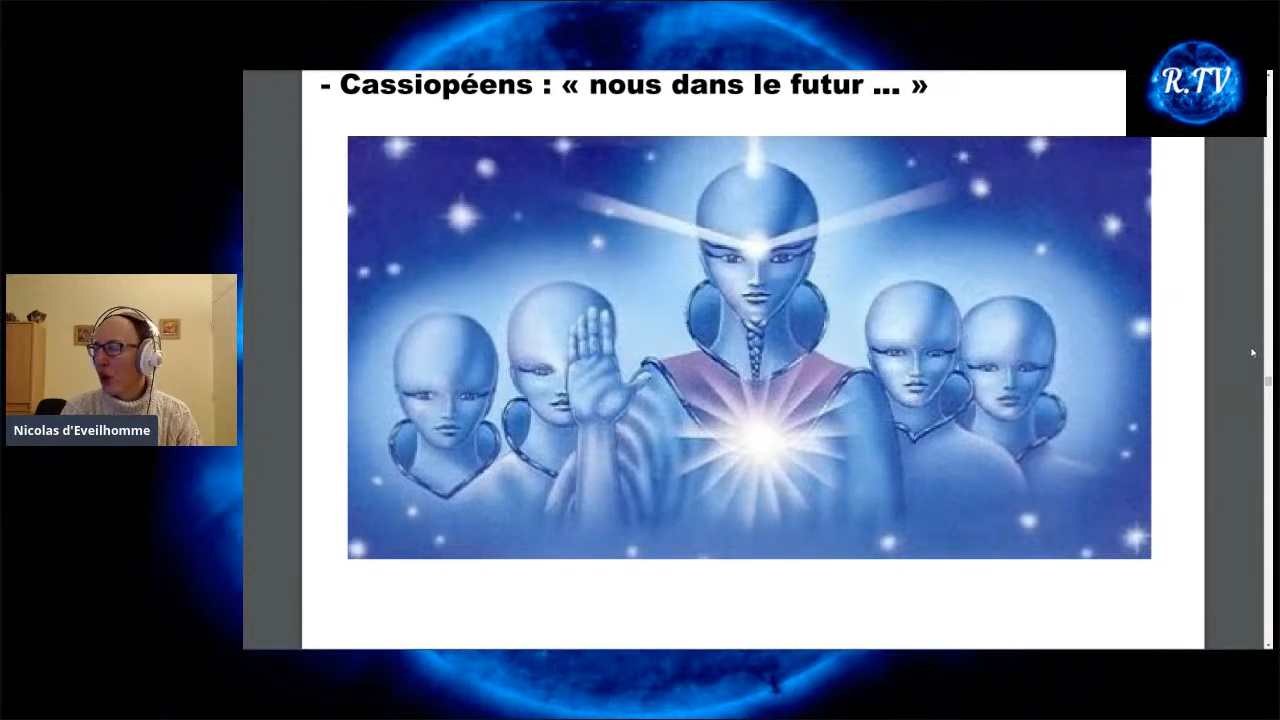 - Cassiopéens : « nous dans le futur ... »
R.TV
Nicolas d'Eveilhomme